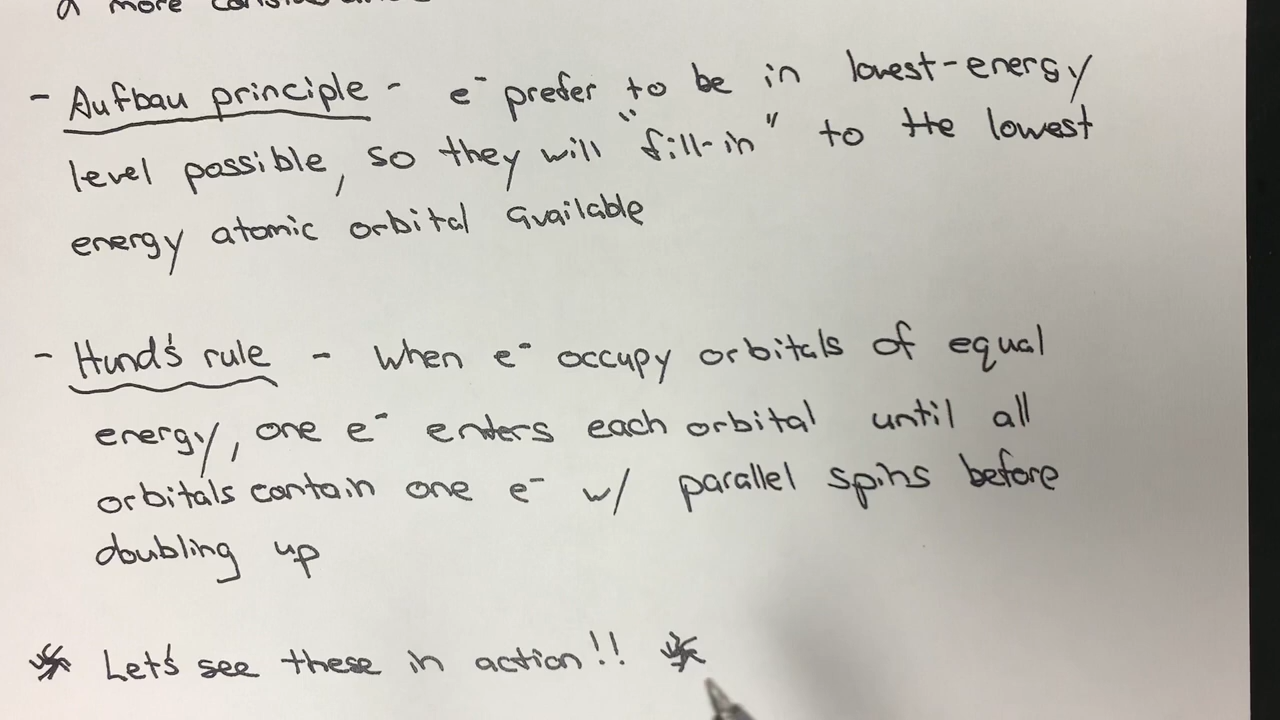 a more
- Aufbau principle - e⁻ prefer to be in lowest-energy
level possible, so they will "fill-in" to the lowest
energy atomic orbital available
- Hund's rule - When e⁻ occupy orbitals of equal
energy, one e⁻ enters each orbital until all
orbitals contain one e⁻ w/ parallel spins before
doubling up
* Let's see these in action!! *